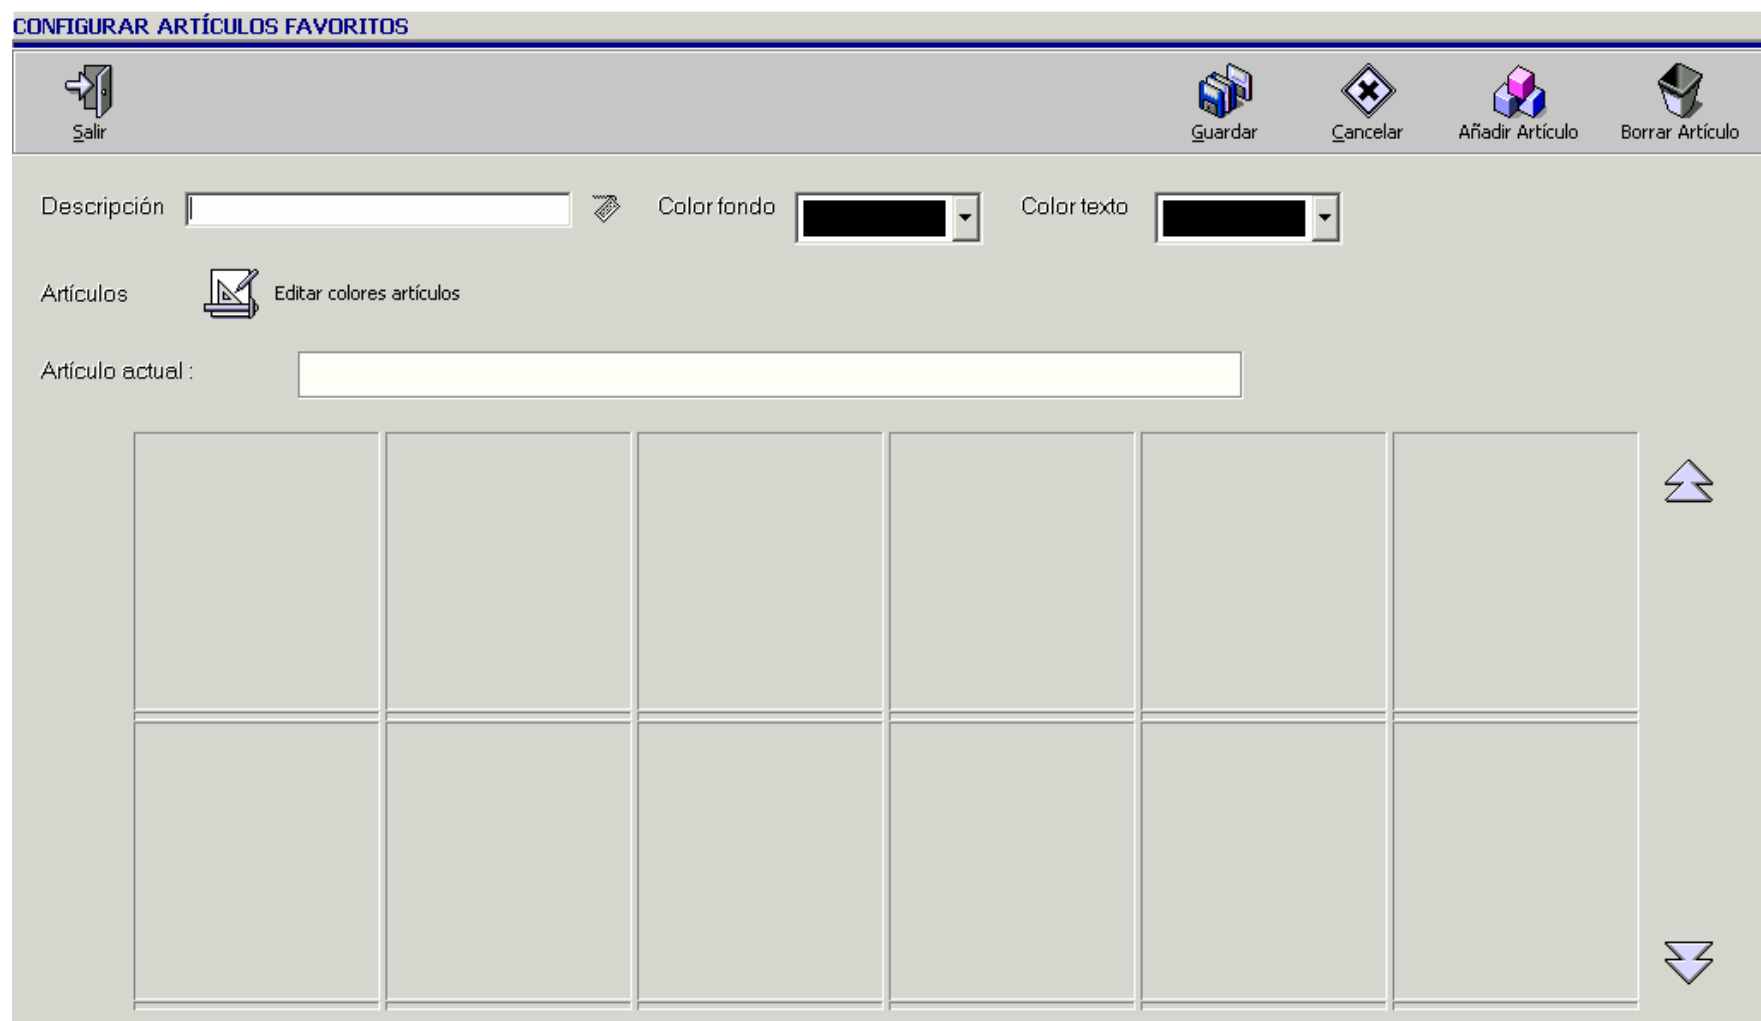 CONFIGURAR ARTÍCULOS FAVORITOS
Salir Guardar Cancelar Añadir Artículo Borrar Artículo
Descripción Color fondo Color texto
Artículos Editar colores artículos
Artículo actual :